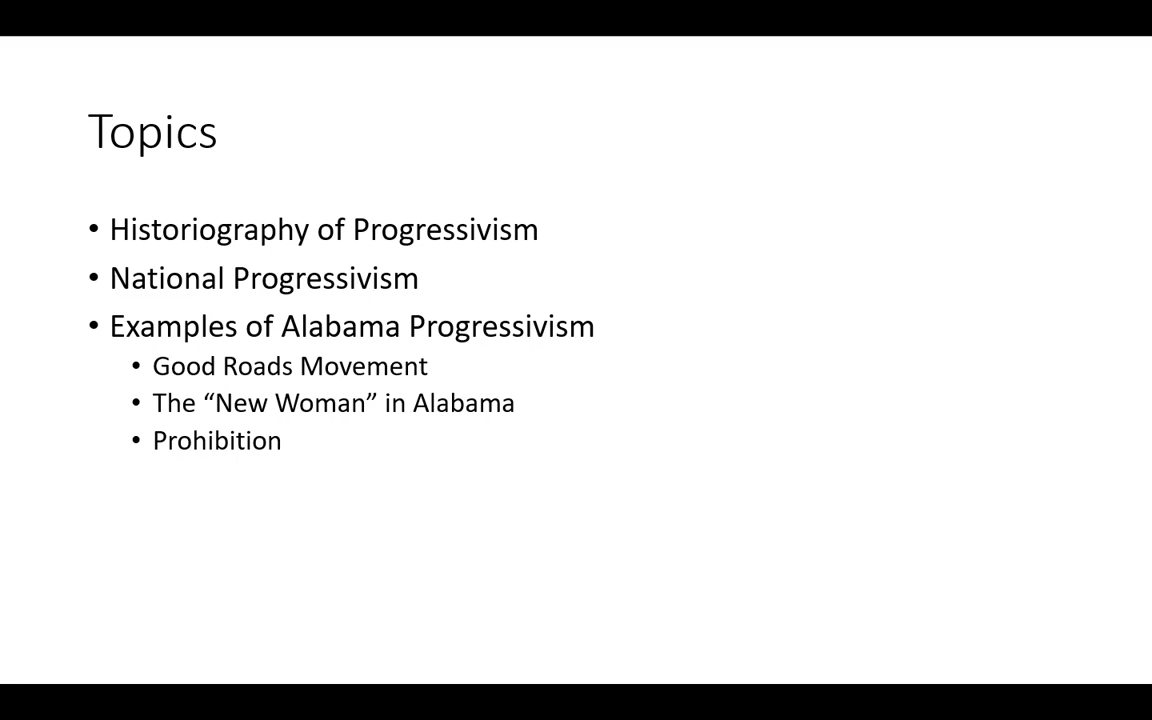 Topics
• Historiography of Progressivism
• National Progressivism
• Examples of Alabama Progressivism
• Good Roads Movement
• The “New Woman” in Alabama
• Prohibition